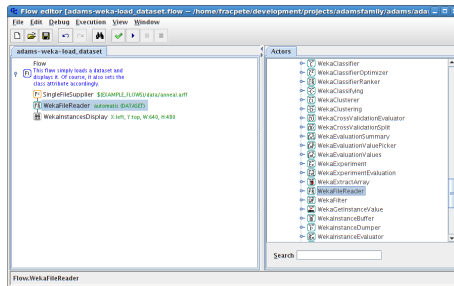 Flow editor [adams-weka-load_dataset.flow -- /home/fracpete/development/projects/adamsfamily/adams/adams
File Edit Debug Execution View Window
adams-weka-load_dataset
Flow
This flow simply loads a dataset and
displays it. Of course, it also sets the
class attribute accordingly.
SingleFileSupplier $EXAMPLE_FLOWS/data/anneal.arff
WekaFileReader automatic (DATASET)
WekaInstancesDisplay X:left, Y:top, W:640, H:480
Actors
WekaClassifier
WekaClassifierOptimizer
WekaClassifierRanker
WekaClassifying
WekaClusterer
WekaClustering
WekaCrossValidationEvaluator
WekaCrossValidationSplit
WekaEvaluationSummary
WekaEvaluationValuePicker
WekaEvaluationValues
WekaExperiment
WekaExperimentEvaluation
WekaExtractArray
WekaFileReader
WekaFilter
WekaGetInstanceValue
WekaInstanceBuffer
WekaInstanceDumper
WekaInstanceEvaluator
Search
Flow.WekaFileReader